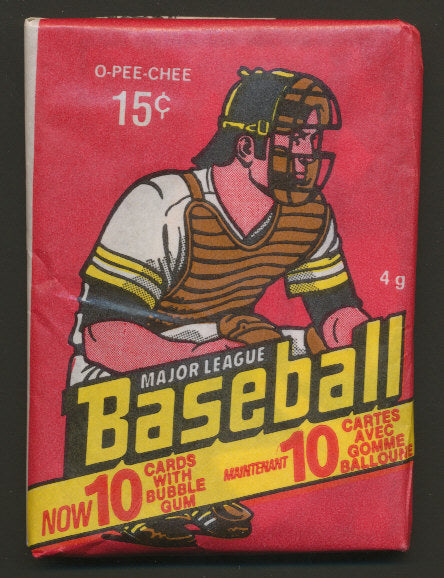 O-PEE-CHEE
15¢
4 g
MAJOR LEAGUE
Baseball
NOW 10 CARDS WITH BUBBLE GUM
MAINTENANT 10 CARTES AVEC GOMME BALLOUNE